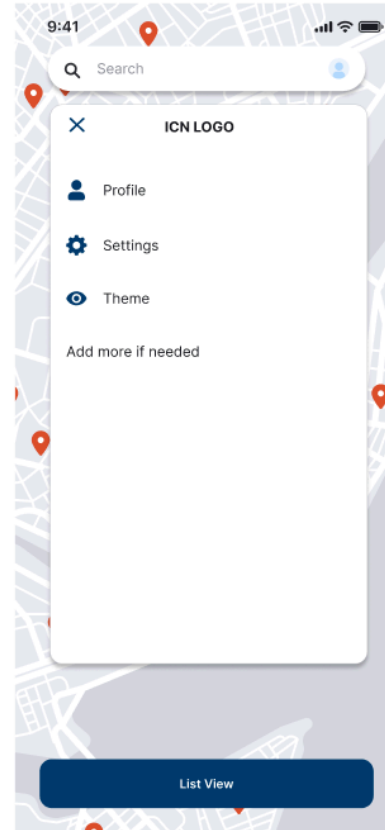 9:41
Search
ICN LOGO
Profile
Settings
Theme
Add more if needed
List View